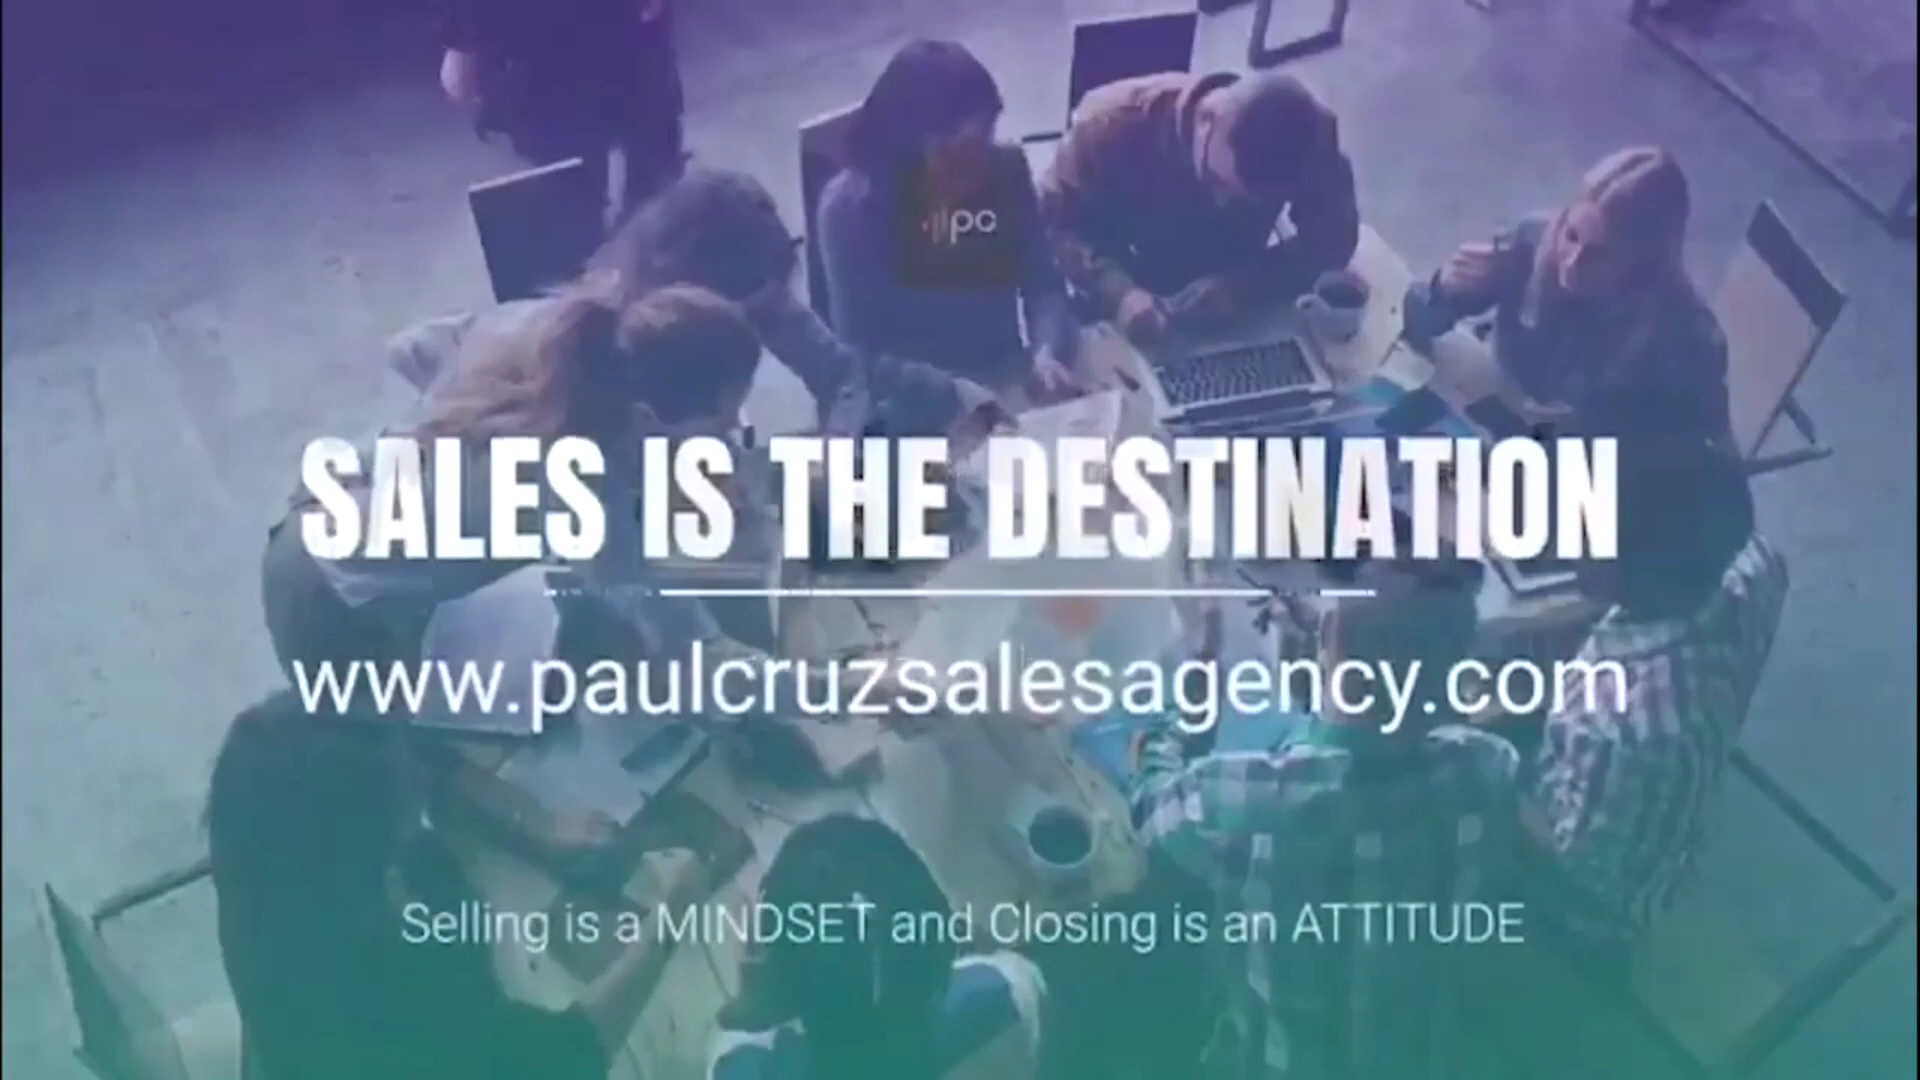 pc
SALES IS THE DESTINATION
www.paulcruzsalesagency.com
Selling is a MINDSET and Closing is an ATTITUDE